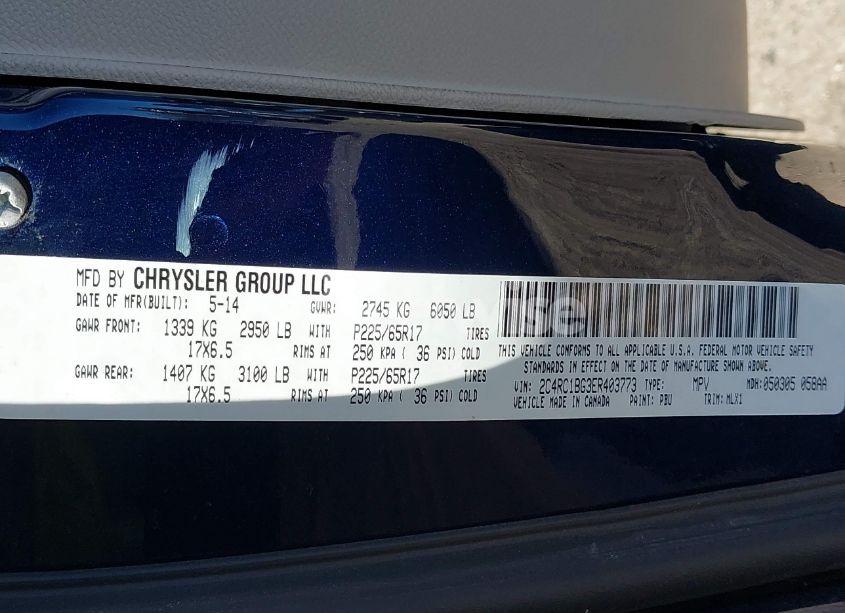 MFD BY CHRYSLER GROUP LLC
DATE OF MFR(BUILT): 5-14 GVWR: 2745 KG 6050 LB
GAWR FRONT: 1339 KG 2950 LB WITH P225/65R17 TIRES
17X6.5 RIMS AT 250 KPA ( 36 PSI) COLD
GAWR REAR: 1407 KG 3100 LB WITH P225/65R17 TIRES
17X6.5 RIMS AT 250 KPA ( 36 PSI) COLD
THIS VEHICLE CONFORMS TO ALL APPLICABLE U.S.A. FEDERAL MOTOR VEHICLE SAFETY
STANDARDS IN EFFECT ON THE DATE OF MANUFACTURE SHOWN ABOVE
VIN: 2C4RC1BG3ER403773 TYPE: MPV MDH: 050305 058AA
VEHICLE MADE IN CANADA PAINT: PBU TRIM: MLX1